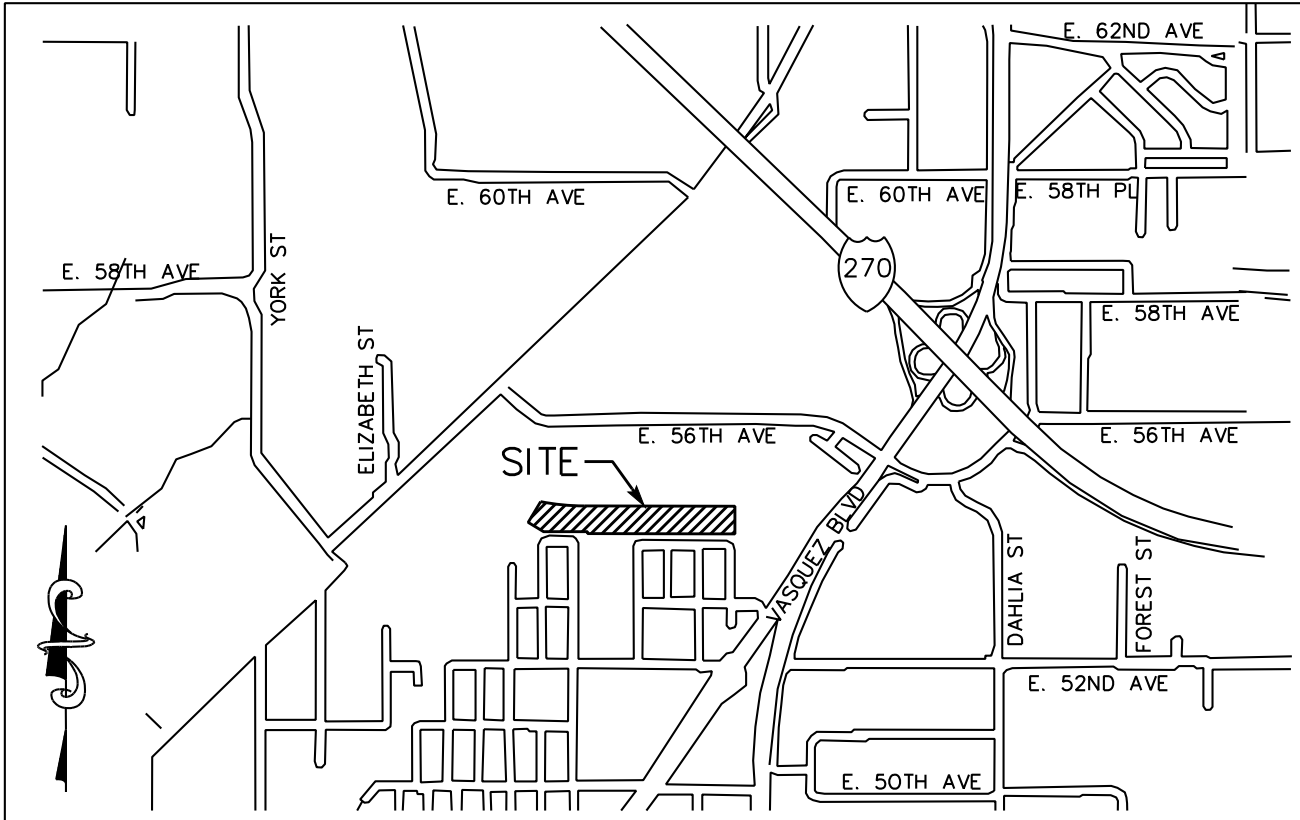 E. 62ND AVE
E. 60TH AVE
E. 60TH AVE
E. 58TH PL
YORK ST
E. 58TH AVE
270
E. 58TH AVE
ELIZABETH ST
E. 56TH AVE
E. 56TH AVE
SITE
VASQUEZ BLVD
DAHLIA ST
FOREST ST
E. 52ND AVE
E. 50TH AVE